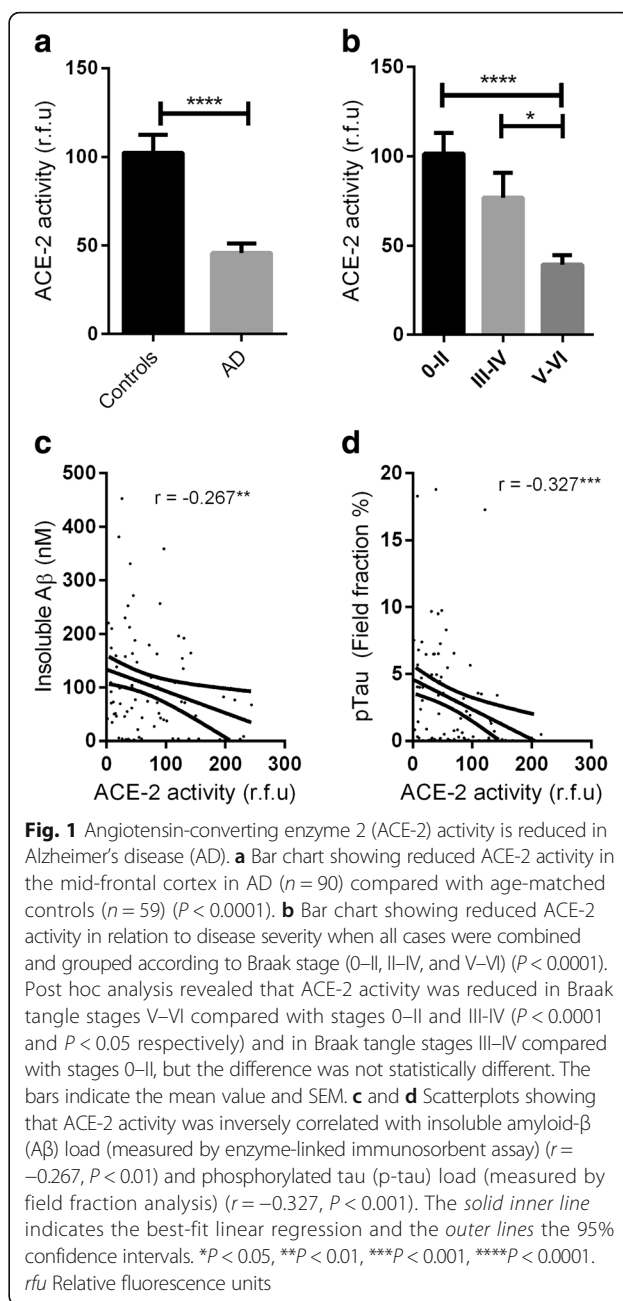 a
b
ACE-2 activity (r.f.u)
150
100
50
0
****
Controls
AD
ACE-2 activity (r.f.u)
150
100
50
0
****
*
0-II
III-IV
V-VI
c
d
Insoluble Aβ (nM)
500
400
300
200
100
0
r = -0.267**
0
100
200
300
ACE-2 activity (r.f.u)
pTau (Field fraction %)
20
15
10
5
0
r = -0.327***
0
100
200
300
ACE-2 activity (r.f.u)
Fig. 1 Angiotensin-converting enzyme 2 (ACE-2) activity is reduced in
Alzheimer's disease (AD). a Bar chart showing reduced ACE-2 activity in
the mid-frontal cortex in AD (n = 90) compared with age-matched
controls (n = 59) (P < 0.0001). b Bar chart showing reduced ACE-2
activity in relation to disease severity when all cases were combined
and grouped according to Braak stage (0–II, II–IV, and V–VI) (P < 0.0001).
Post hoc analysis revealed that ACE-2 activity was reduced in Braak
tangle stages V–VI compared with stages 0–II and III-IV (P < 0.0001
and P < 0.05 respectively) and in Braak tangle stages III–IV compared
with stages 0–II, but the difference was not statistically different. The
bars indicate the mean value and SEM. c and d Scatterplots showing
that ACE-2 activity was inversely correlated with insoluble amyloid-β
(Aβ) load (measured by enzyme-linked immunosorbent assay) (r =
−0.267, P < 0.01) and phosphorylated tau (p-tau) load (measured by
field fraction analysis) (r = −0.327, P < 0.001). The solid inner line
indicates the best-fit linear regression and the outer lines the 95%
confidence intervals. *P < 0.05, **P < 0.01, ***P < 0.001, ****P < 0.0001.
rfu Relative fluorescence units